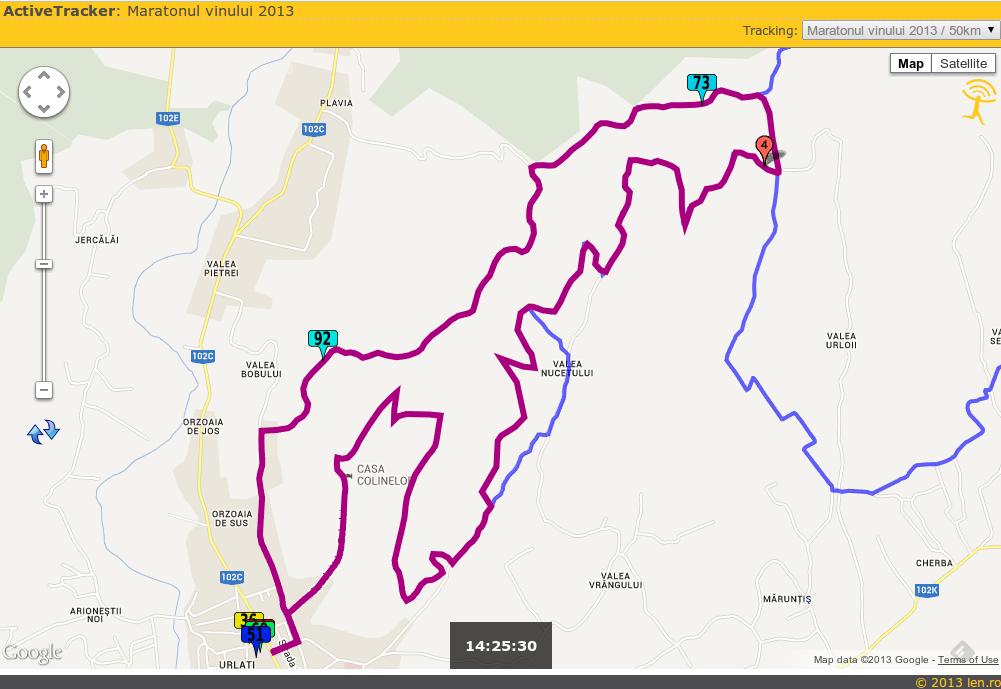 ActiveTracker: Maratonul vinului 2013
Tracking: Maratonul vinului 2013 / 50km
Map Satellite
73
PLAVIA
102E
102C
4
JERCĂLĂI
VALEA
PIETREI
92
102C
VALEA
BOBULUI
VALEA
NUCETULUI
VALEA
URLOII
ORZOAIA
DE JOS
CASA
ORZOAIA
DE SUS
102C
VALEA
VRÂNGULUI
CHERBA
102K
MĂRUNȚIȘ
ARIONEȘTII
NOI
36
51
URLATI
14:25:30
Google
Map data ©2013 Google - Terms of Use
© 2013 len.ro